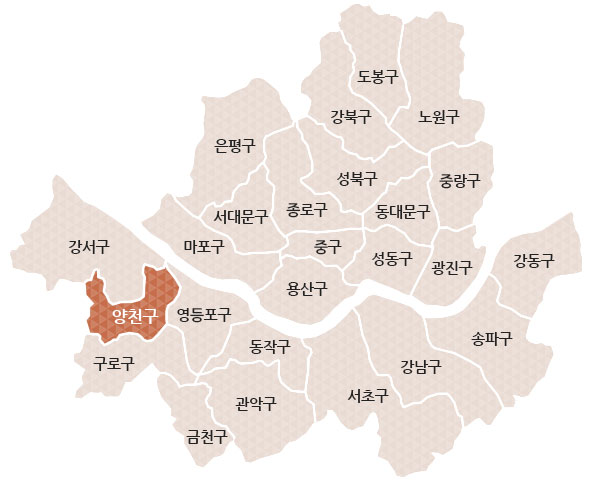 도봉구
강북구
노원구
은평구
성북구
중랑구
서대문구
종로구
동대문구
강서구
마포구
중구
성동구
광진구
강동구
용산구
양천구
영등포구
송파구
동작구
구로구
강남구
서초구
관악구
금천구